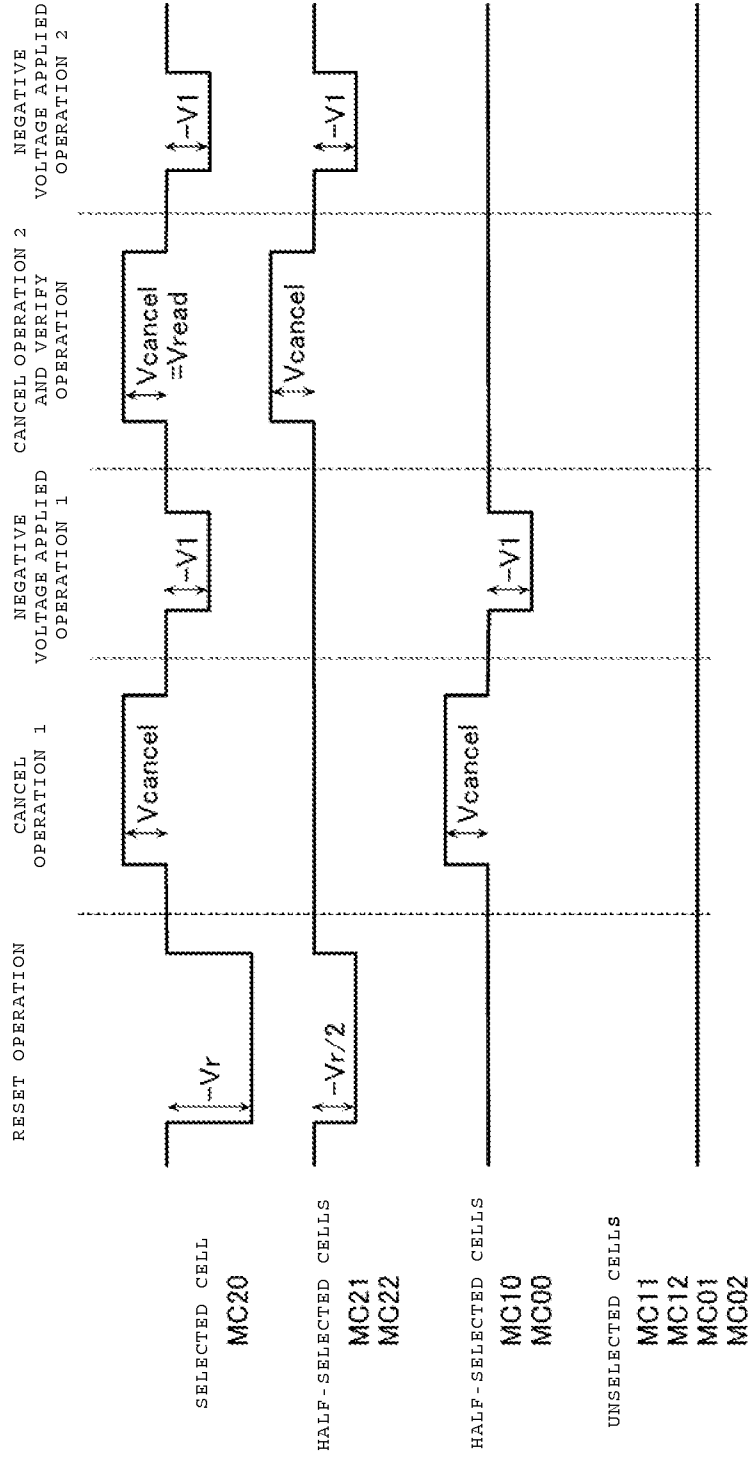 RESET OPERATION
CANCEL
OPERATION 1
NEGATIVE
VOLTAGE APPLIED
OPERATION 1
CANCEL OPERATION 2
AND VERIFY
OPERATION
NEGATIVE
VOLTAGE APPLIED
OPERATION 2
SELECTED CELL
MC20
-Vr
Vcancel
-V1
Vcancel
=Vread
-V1
HALF-SELECTED CELLS
MC21
MC22
-Vr/2
Vcancel
-V1
HALF-SELECTED CELLS
MC10
MC00
Vcancel
-V1
UNSELECTED CELLS
MC11
MC12
MC01
MC02